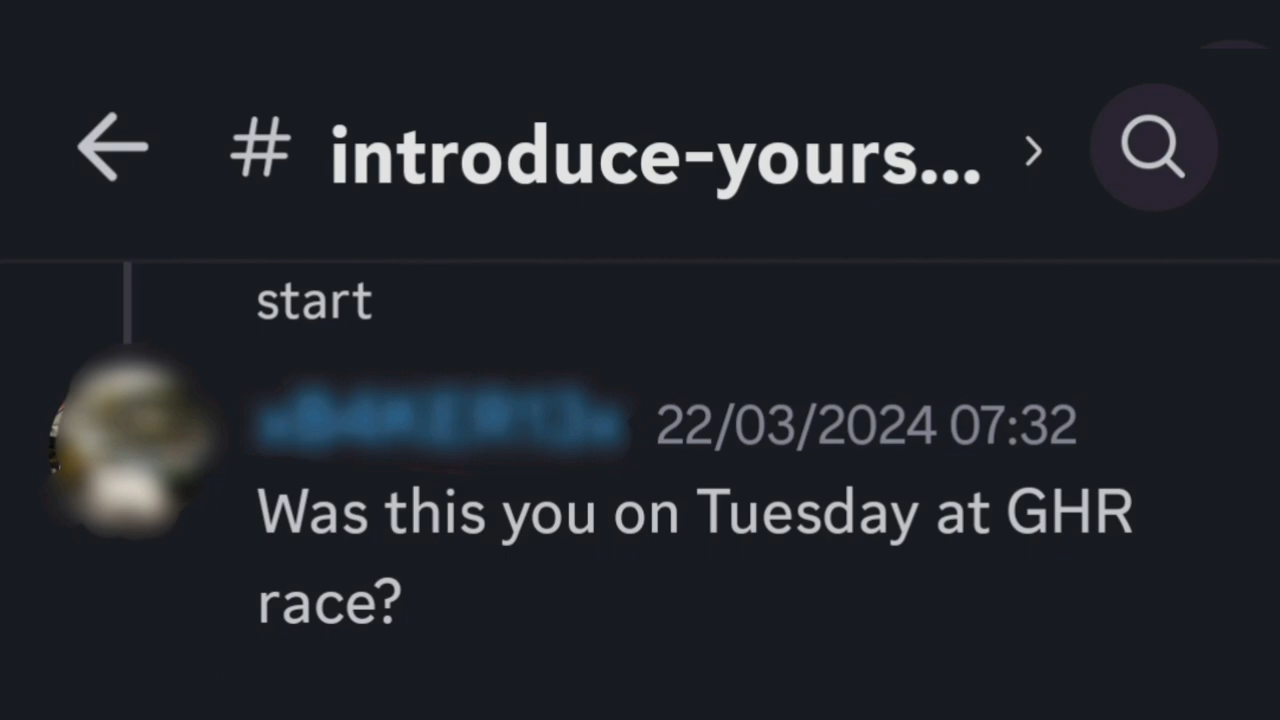 # introduce-yours...
start
22/03/2024 07:32
Was this you on Tuesday at GHR
race?